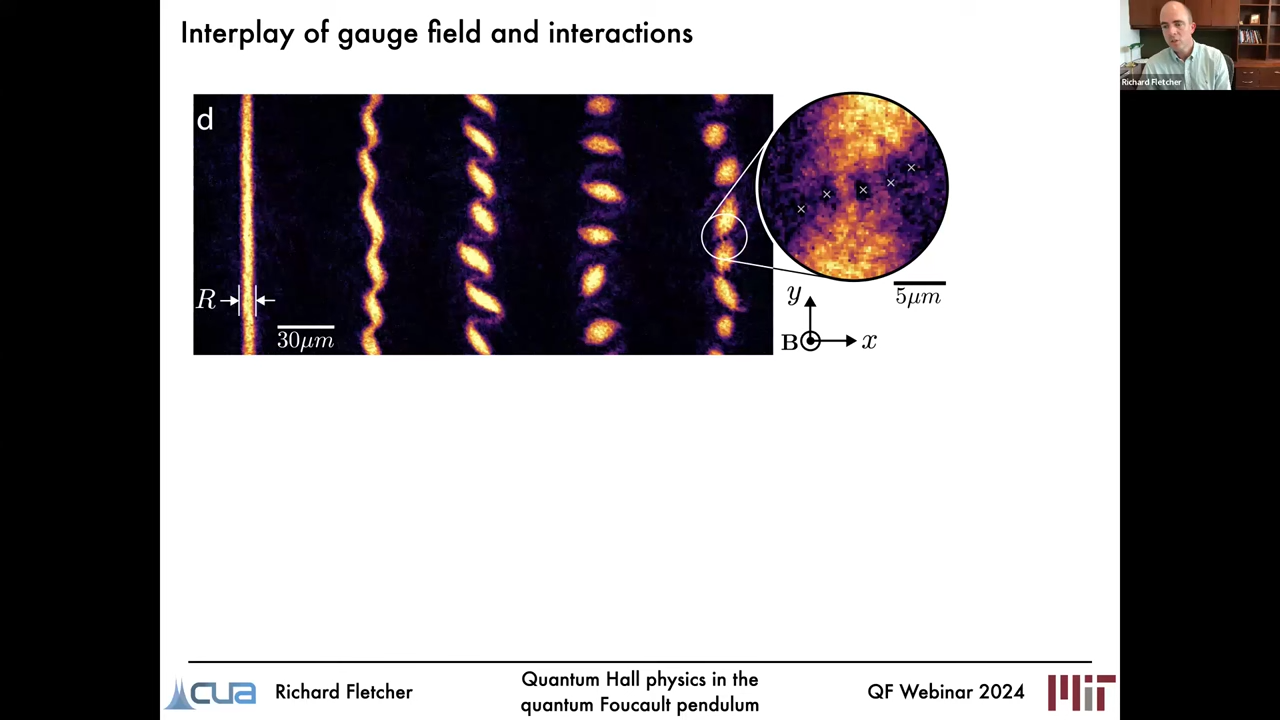 Interplay of gauge field and interactions
Richard Fletcher
d
R
30μm
5μm
y
B
x
CUA
Richard Fletcher
Quantum Hall physics in the
quantum Foucault pendulum
QF Webinar 2024
MIT